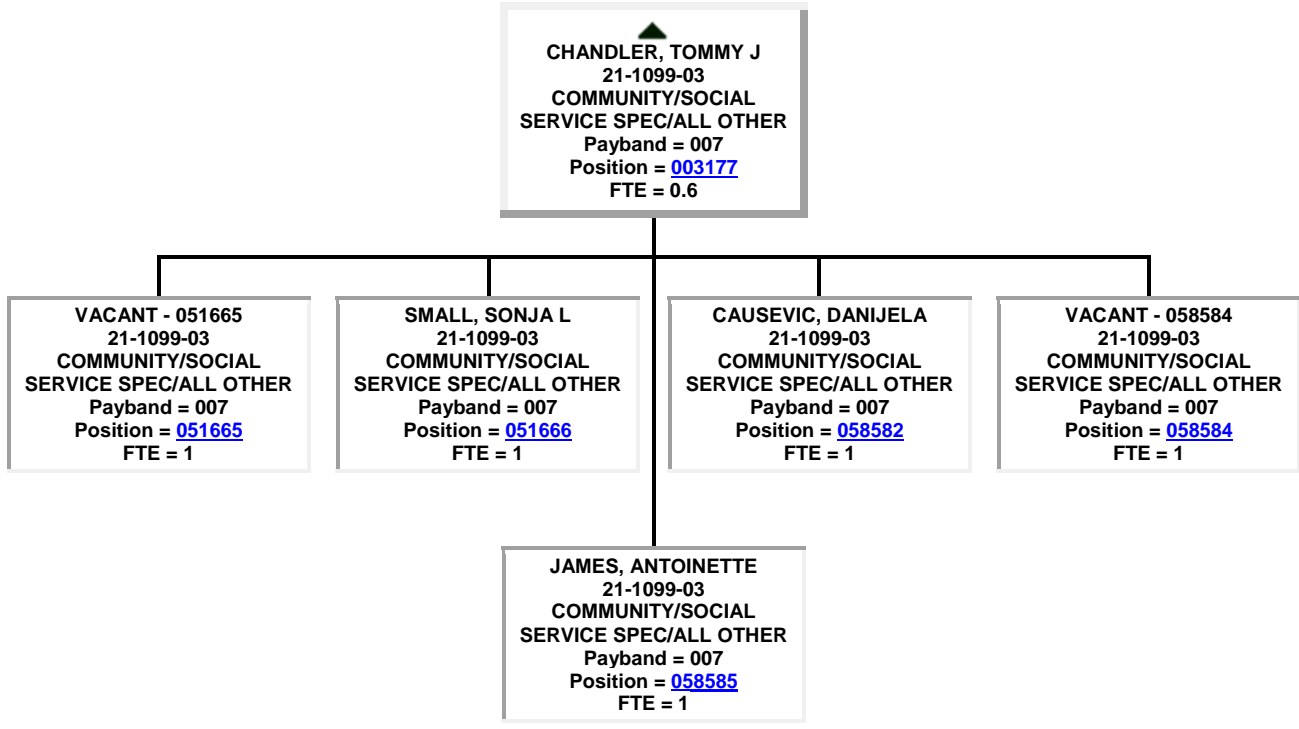 CHANDLER, TOMMY J
21-1099-03
COMMUNITY/SOCIAL
SERVICE SPEC/ALL OTHER
Payband = 007
Position = 003177
FTE = 0.6
VACANT - 051665
21-1099-03
COMMUNITY/SOCIAL
SERVICE SPEC/ALL OTHER
Payband = 007
Position = 051665
FTE = 1
SMALL, SONJA L
21-1099-03
COMMUNITY/SOCIAL
SERVICE SPEC/ALL OTHER
Payband = 007
Position = 051666
FTE = 1
CAUSEVIC, DANIJELA
21-1099-03
COMMUNITY/SOCIAL
SERVICE SPEC/ALL OTHER
Payband = 007
Position = 058582
FTE = 1
VACANT - 058584
21-1099-03
COMMUNITY/SOCIAL
SERVICE SPEC/ALL OTHER
Payband = 007
Position = 058584
FTE = 1
JAMES, ANTOINETTE
21-1099-03
COMMUNITY/SOCIAL
SERVICE SPEC/ALL OTHER
Payband = 007
Position = 058585
FTE = 1